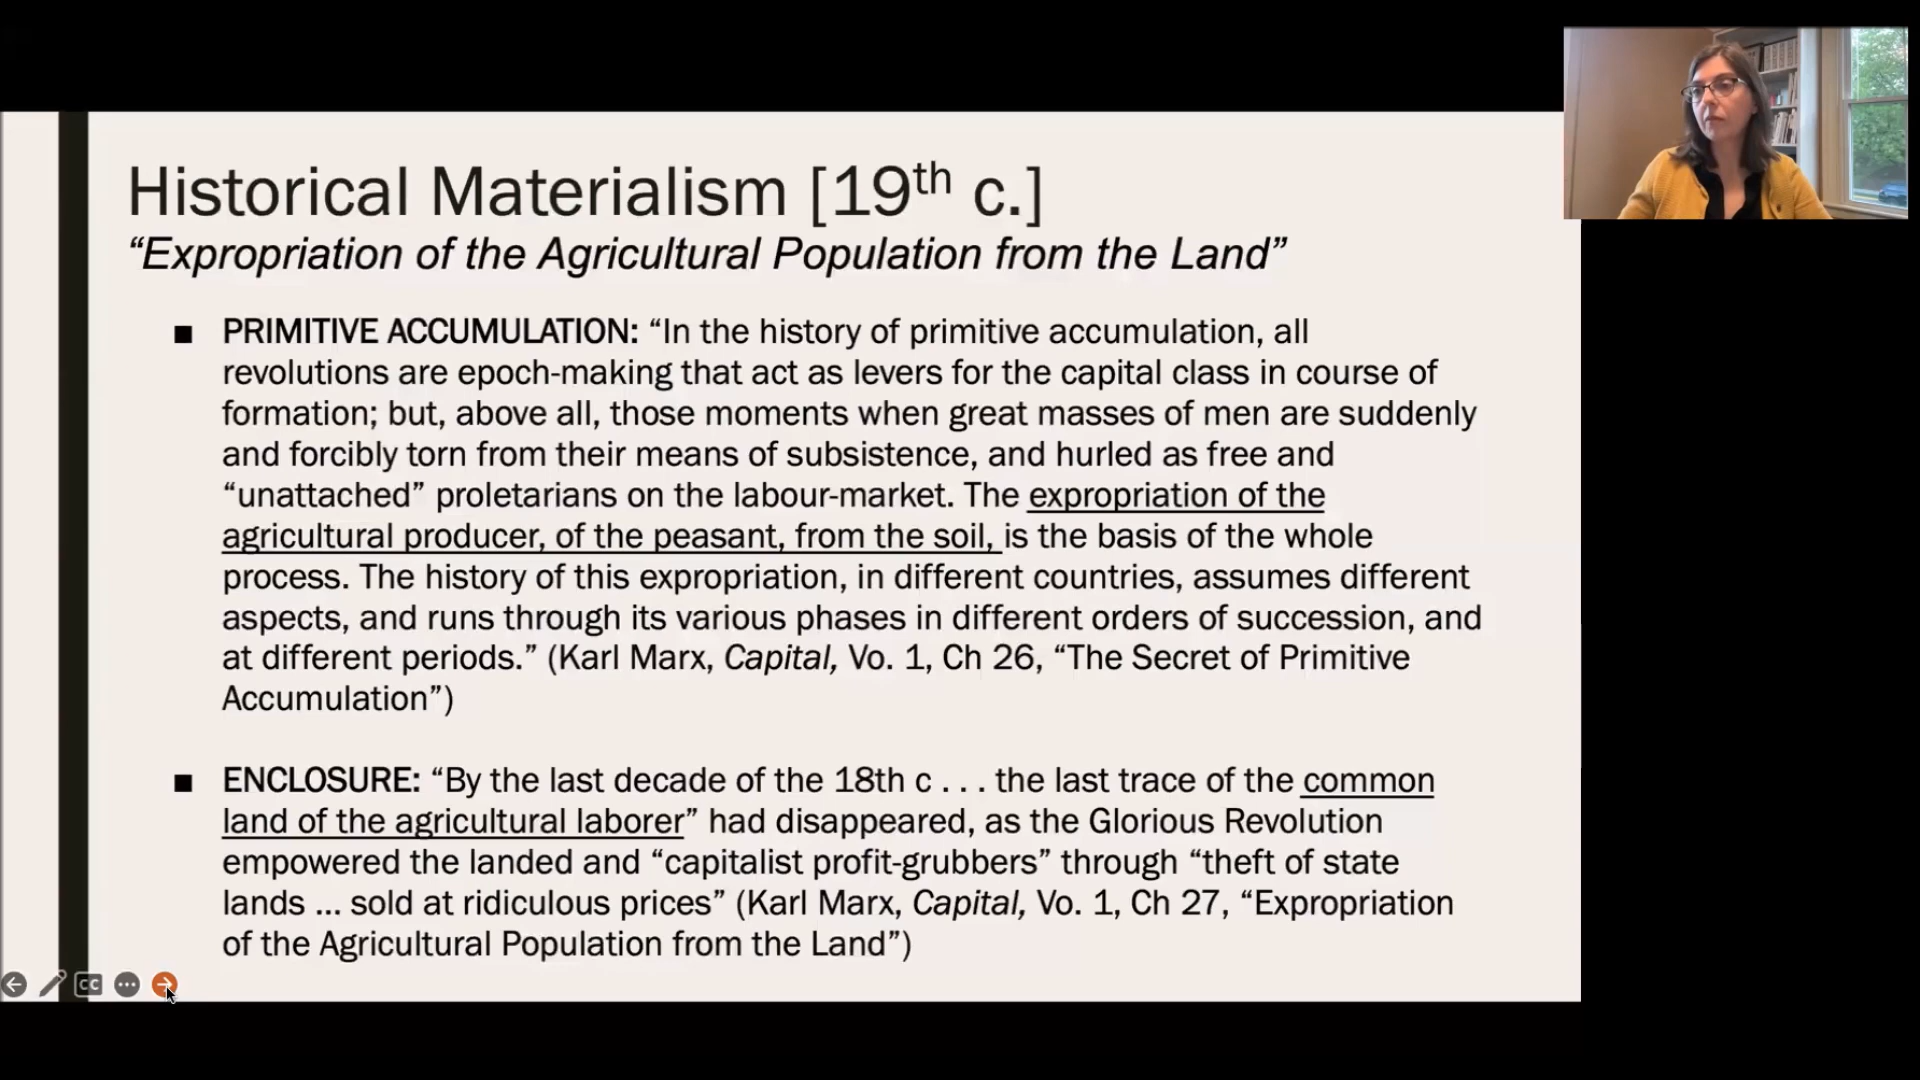 Historical Materialism [19th c.]
“Expropriation of the Agricultural Population from the Land”
■ PRIMITIVE ACCUMULATION: “In the history of primitive accumulation, all
revolutions are epoch-making that act as levers for the capital class in course of
formation; but, above all, those moments when great masses of men are suddenly
and forcibly torn from their means of subsistence, and hurled as free and
“unattached” proletarians on the labour-market. The expropriation of the
agricultural producer, of the peasant, from the soil, is the basis of the whole
process. The history of this expropriation, in different countries, assumes different
aspects, and runs through its various phases in different orders of succession, and
at different periods.” (Karl Marx, Capital, Vo. 1, Ch 26, “The Secret of Primitive
Accumulation”)
■ ENCLOSURE: “By the last decade of the 18th c . . . the last trace of the common
land of the agricultural laborer” had disappeared, as the Glorious Revolution
empowered the landed and “capitalist profit-grubbers” through “theft of state
lands ... sold at ridiculous prices” (Karl Marx, Capital, Vo. 1, Ch 27, “Expropriation
of the Agricultural Population from the Land”)
CC